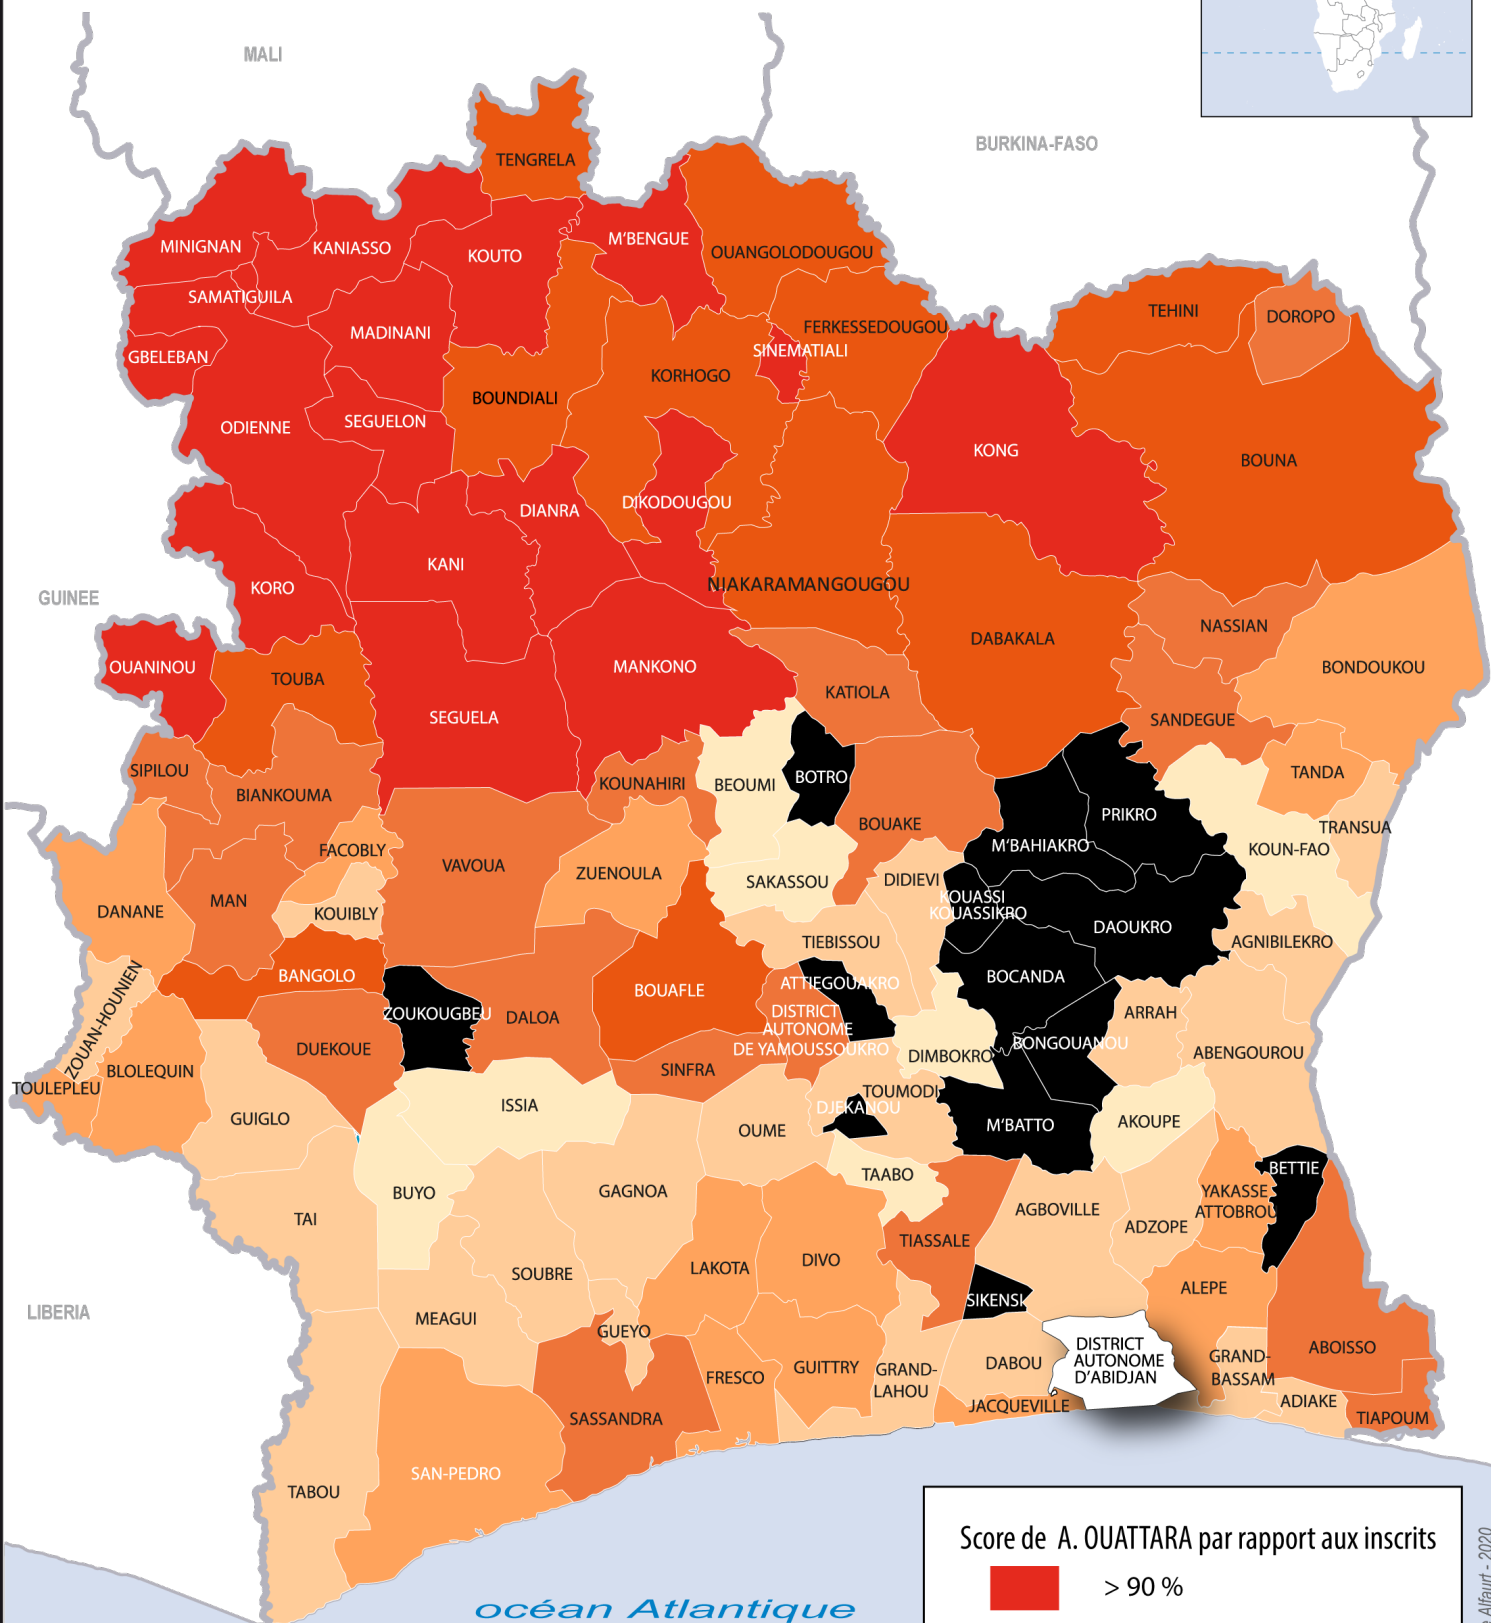 MALI
BURKINA-FASO
TENGRELA
MINIGNAN
KANIASSO
KOUTO
M'BENGUE
OUANGOLODOUGOU
SAMATIGUILA
MADINANI
FERKESSEDOUGOU
TEHINI
DOROPO
GBELEBAN
SINEMATIALI
KORHOGO
BOUNDIALI
ODIENNE
SEGUELON
KONG
BOUNA
DIANRA
DIKODOUGOU
KANI
KORO
NIAKARAMANGOUGOU
GUINEE
NASSIAN
DABAKALA
OUANINOU
TOUBA
MANKONO
BONDOUKOU
KATIOLA
SEGUELA
SANDEGUE
SIPILOU
BIANKOUMA
KOUNAHIRI
BEOUMI
BOTRO
TANDA
PRIKRO
BOUAKE
TRANSUA
FACOBLY
M'BAHIAKRO
KOUN-FAO
VAVOUA
ZUENOULA
SAKASSOU
DIDIEVI
MAN
KOUASSI
KOUASSIKRO
DANANE
KOUIBLY
DAOUKRO
TIEBISSOU
AGNIBILEKRO
BANGOLO
BOCANDA
ATTIEGOUAKRO
BOUAFLE
ZOUAN-HOUNIEN
ZOUKOUGBEU
DALOA
DISTRICT
AUTONOME
DE YAMOUSSOUKRO
ARRAH
DUEKOUE
BONGOUANOU
ABENGOUROU
DIMBOKRO
SINFRA
BLOLEQUIN
TOULEPLEU
TOUMODI
ISSIA
DJEKANOU
GUIGLO
OUME
M'BATTO
AKOUPE
BETTIE
TAABO
BUYO
GAGNOA
YAKASSE
ATTOBROU
TAI
AGBOVILLE
ADZOPE
TIASSALE
DIVO
LAKOTA
SOUBRE
ALEPE
SIKENSI
LIBERIA
MEAGUI
GUEYO
DISTRICT
AUTONOME
D'ABIDJAN
ABOISSO
GRAND-
BASSAM
DABOU
GUITTRY
GRAND-
LAHOU
FRESCO
ADIAKE
JACQUEVILLE
SASSANDRA
TIAPOUM
SAN-PEDRO
TABOU
Score de A. OUATTARA par rapport aux inscrits
> 90 %
océan Atlantique
Alfaurt - 2020